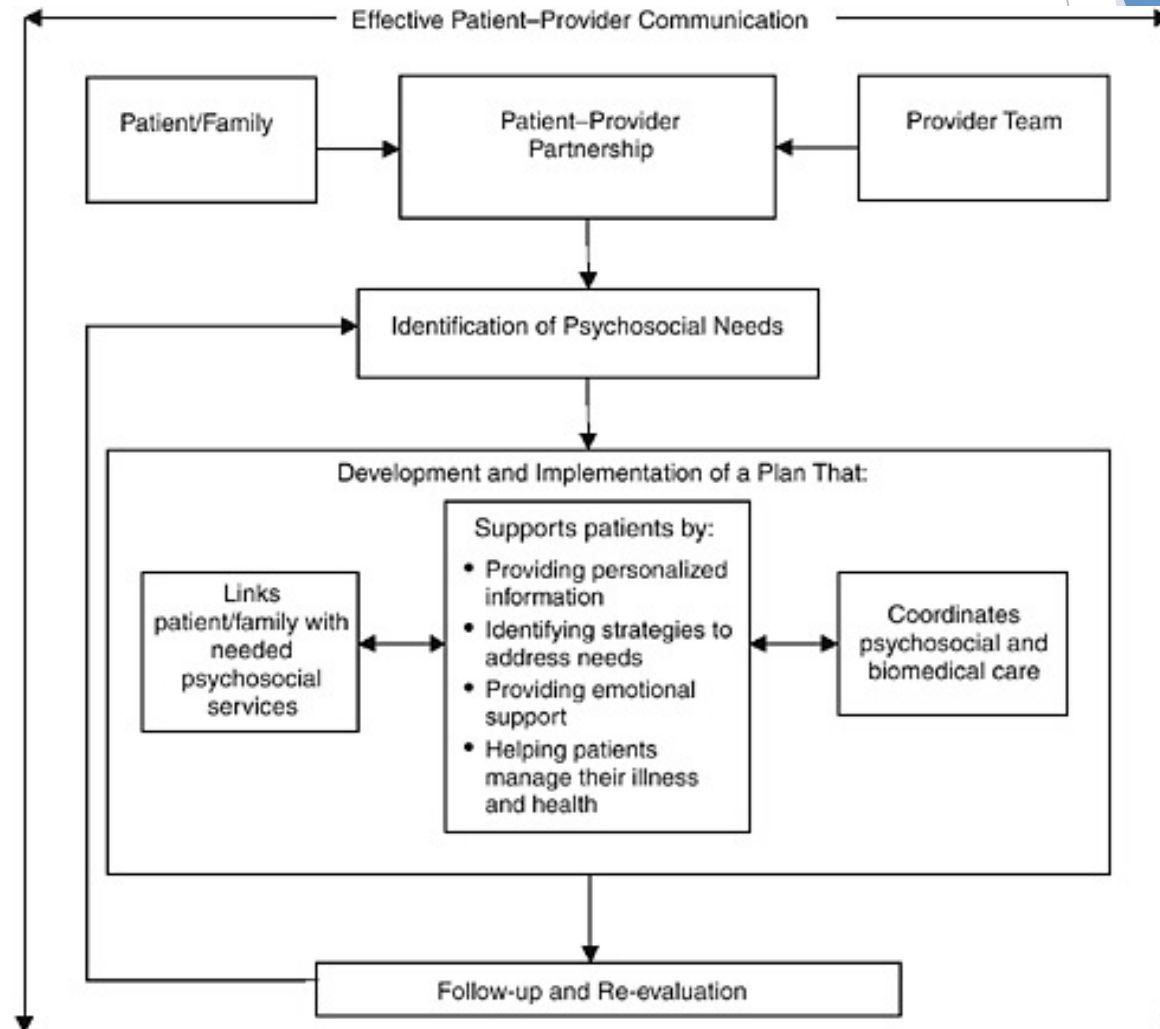 Effective Patient–Provider Communication
Patient/Family
Patient–Provider
Partnership
Provider Team
Identification of Psychosocial Needs
Development and Implementation of a Plan That:
Links
patient/family with
needed
psychosocial
services
Supports patients by:
• Providing personalized
information
• Identifying strategies to
address needs
• Providing emotional
support
• Helping patients
manage their illness
and health
Coordinates
psychosocial and
biomedical care
Follow-up and Re-evaluation